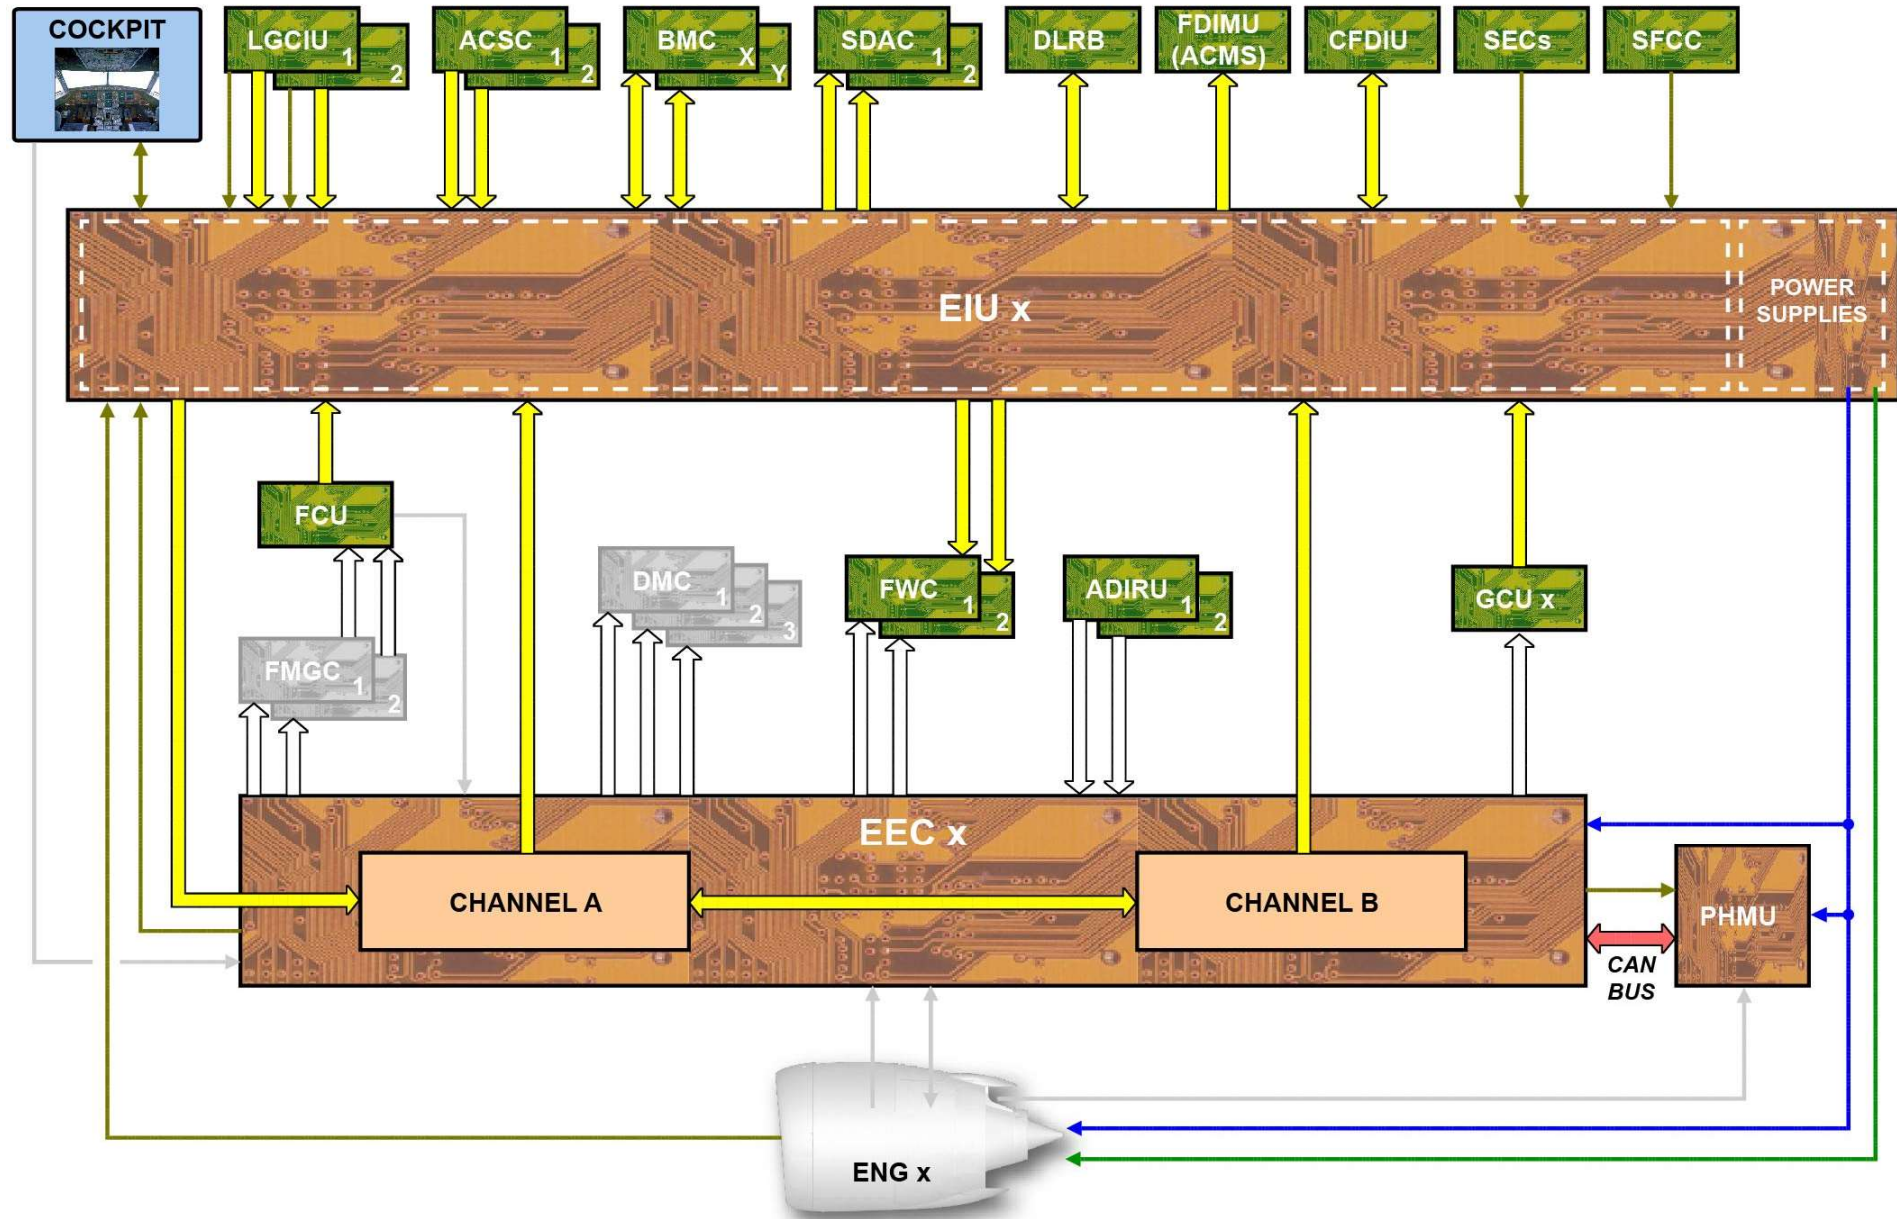 COCKPIT
LGCIU
1
2
ACSC
1
2
BMC
X
Y
SDAC
1
2
DLRB
FDIMU
(ACMS)
CFDIU
SECs
SFCC
EIU x
POWER
SUPPLIES
FCU
DMC
1
2
3
FWC
1
2
ADIRU
1
2
GCU x
FMGC
1
2
EEC x
CHANNEL A
CHANNEL B
PHMU
CAN
BUS
ENG x